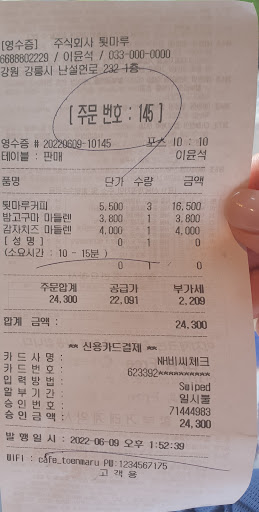 [영수증] 주식회사 툇마루
6688802229 / 이윤석 / 033-000-0000
강원 강릉시 난설헌로 232 1층
[ 주문 번호 : 145 ]
영수증 # 20220609-10145 포스 10 : 10
테이블 : 판매 이윤석
품명 단가 수량 금액
툇마루커피 5,500 3 16,500
밤고구마 마들렌 3,800 1 3,800
감자치즈 마들렌 4,000 1 4,000
[ 성 명 ] 0 1 0
(소요시간 : 10 - 15분 )
0 1 0
주문합계 공급가 부가세
24,300 22,091 2,209
합계 금액 : 24,300
** 신용카드결제 **
카 드 사 명 : NH비씨체크
카 드 번 호 : 623392**********
입 력 방 법 : Swiped
할 부 기 간 : 일시불
승 인 번 호 : 71444983
승 인 금 액 : 24,300
발 행 일 시 : 2022-06-09 오후 1:52:39
WIFI : cafe_toenmaru PW:1234567175
고 객 용